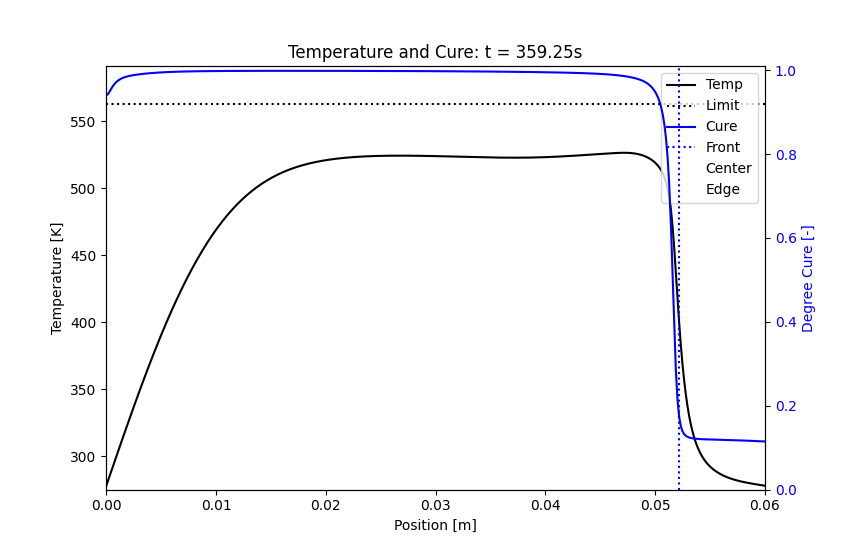 Temperature and Cure: t = 359.25s
Temperature [K]
550
500
450
400
350
300
Temp
Limit
Cure
Front
Center
Edge
1.0
0.8
0.6
0.4
0.2
0.0
Degree Cure [-]
0.00
0.01
0.02
0.03
0.04
0.05
0.06
Position [m]